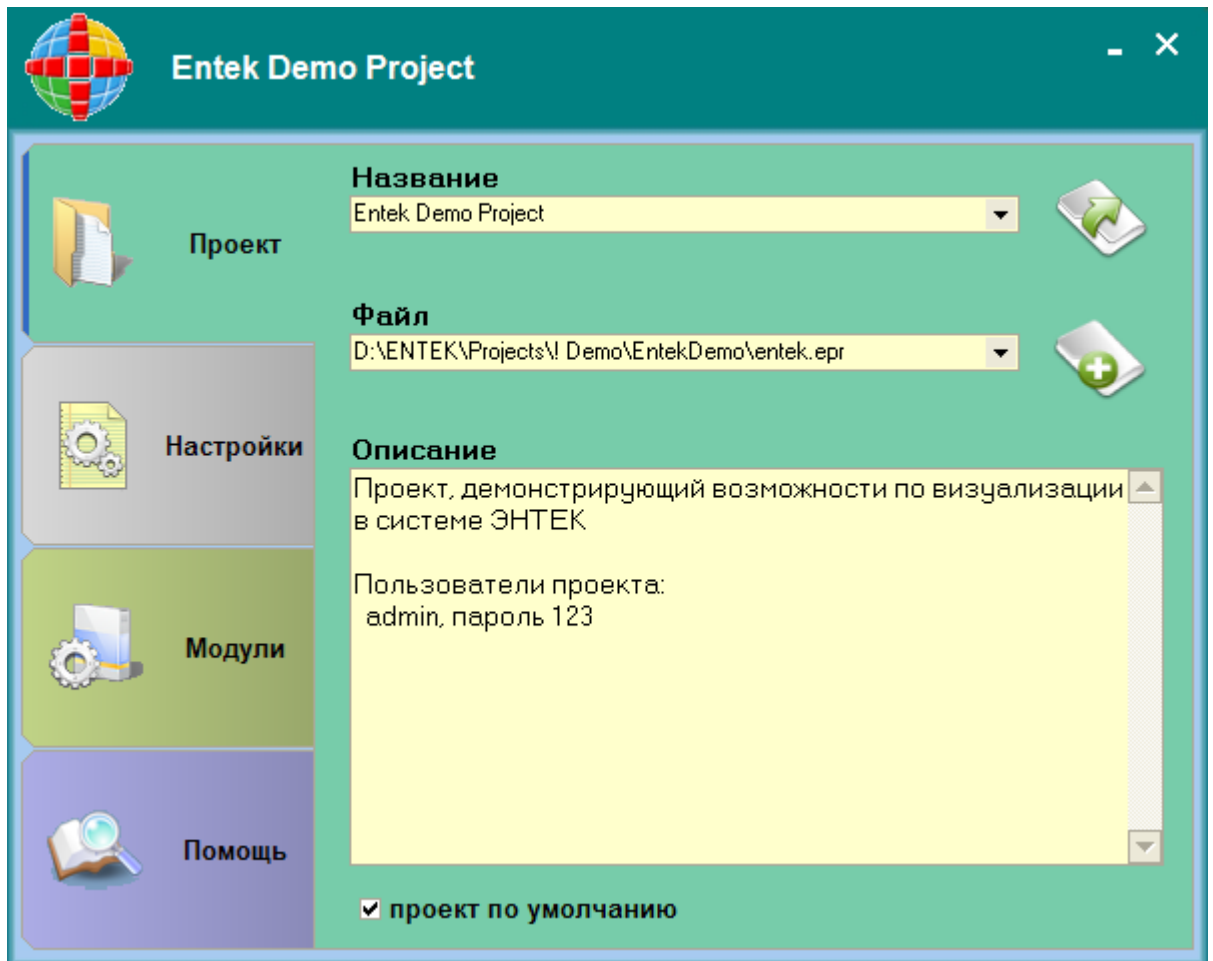 Entek Demo Project
Проект
Настройки
Модули
Помощь
Название
Entek Demo Project
Файл
D:\ENTEK\Projects\! Demo\EntekDemo\entek.epr
Описание
Проект, демонстрирующий возможности по визуализации
в системе ЭНТЕК
Пользователи проекта:
admin, пароль 123
проект по умолчанию